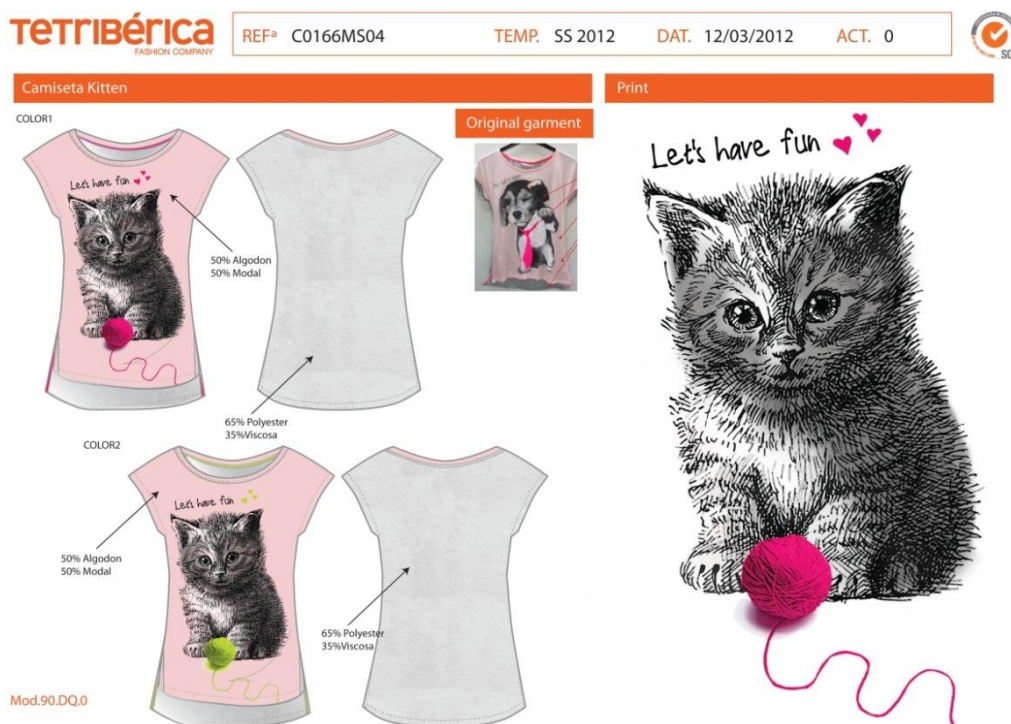 TETRIBÉRICA
FASHION COMPANY
REFª C0166MS04 TEMP. SS 2012 DAT. 12/03/2012 ACT. 0
SG
Camiseta Kitten
Print
COLOR1
Original garment
Let's have fun
50% Algodon
50% Modal
65% Polyester
35%Viscosa
Let's have fun
COLOR2
Let's have fun
50% Algodon
50% Modal
65% Polyester
35%Viscosa
Mod.90.DQ.0